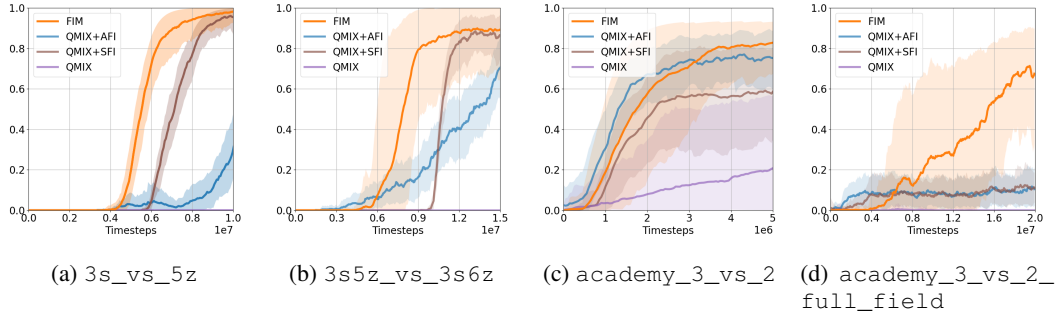 1.0
0.8
0.6
0.4
0.2
0.0
FIM
QMIX+AFI
QMIX+SFI
QMIX
0.0 0.2 0.4 0.6 0.8 1.0
Timesteps 1e7
(a) 3s_vs_5z
1.0
0.8
0.6
0.4
0.2
0.0
FIM
QMIX+AFI
QMIX+SFI
QMIX
0.0 0.3 0.6 0.9 1.2 1.5
Timesteps 1e7
(b) 3s5z_vs_3s6z
1.0
0.8
0.6
0.4
0.2
0.0
FIM
QMIX+AFI
QMIX+SFI
QMIX
1 2 3 4 5
Timesteps 1e6
(c) academy_3_vs_2
1.0
0.8
0.6
0.4
0.2
0.0
FIM
QMIX+AFI
QMIX+SFI
QMIX
0.0 0.4 0.8 1.2 1.6 2.0
Timesteps 1e7
(d) academy_3_vs_2_
full_field